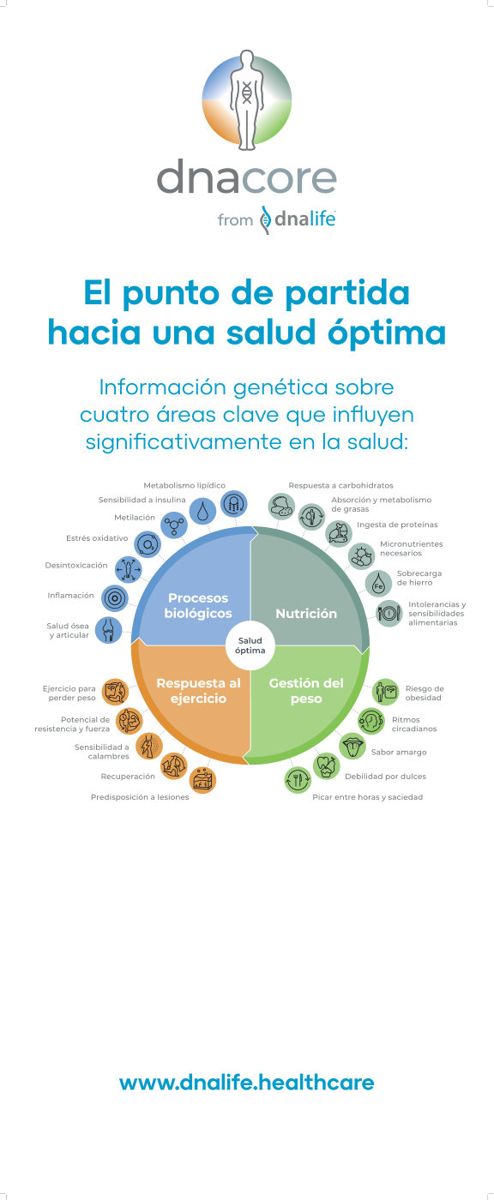 dnacore
from dnalife
El punto de partida
hacia una salud óptima
Información genética sobre
cuatro áreas clave que influyen
significativamente en la salud:
Metabolismo lipídico
Sensibilidad a insulina
Metilación
Estrés oxidativo
Desintoxicación
Inflamación
Salud ósea
y articular
Respuesta a carbohidratos
Absorción y metabolismo
de grasas
Ingesta de proteínas
Micronutrientes
necesarios
Sobrecarga
de hierro
Fe
Intolerancias y
sensibilidades
alimentarias
Procesos
biológicos
Nutrición
Salud
óptima
Respuesta al
ejercicio
Gestión del
peso
Ejercicio para
perder peso
Potencial de
resistencia y fuerza
Sensibilidad a
calambres
Recuperación
Predisposición a lesiones
Riesgo de
obesidad
Ritmos
circadianos
Sabor amargo
Debilidad por dulces
Picar entre horas y saciedad
www.dnalife.healthcare